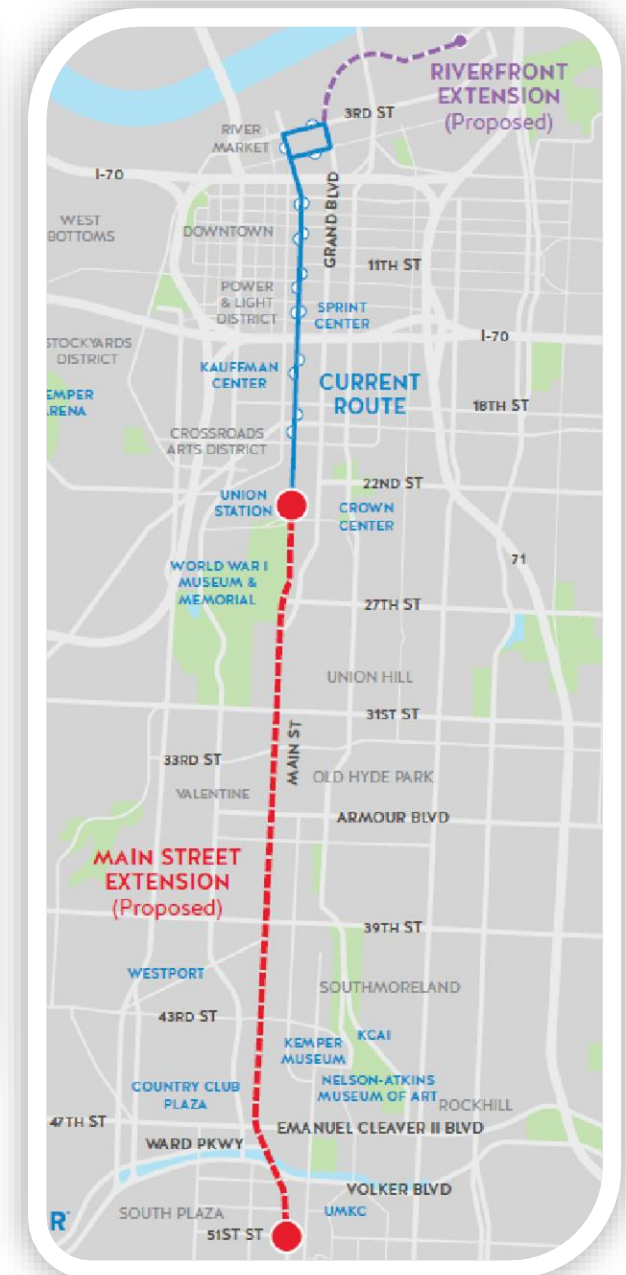 RIVERFRONT
EXTENSION
(Proposed)
3RD ST
RIVER
MARKET
I-70
GRAND BLVD
WEST
BOTTOMS
DOWNTOWN
11TH ST
POWER
& LIGHT
DISTRICT
SPRINT
CENTER
I-70
STOCKYARDS
DISTRICT
KAUFFMAN
CENTER
CURRENT
ROUTE
EMPER
ARENA
18TH ST
CROSSROADS
ARTS DISTRICT
22ND ST
UNION
STATION
CROWN
CENTER
71
WORLD WAR I
MUSEUM &
MEMORIAL
27TH ST
UNION HILL
31ST ST
MAIN ST
33RD ST
OLD HYDE PARK
VALENTINE
ARMOUR BLVD
MAIN STREET
EXTENSION
(Proposed)
39TH ST
WESTPORT
SOUTHMORELAND
43RD ST
KCAI
KEMPER
MUSEUM
COUNTRY CLUB
PLAZA
NELSON-ATKINS
MUSEUM OF ART
ROCKHILL
47TH ST
EMANUEL CLEAVER II BLVD
WARD PKWY
VOLKER BLVD
SOUTH PLAZA
UMKC
R
51ST ST